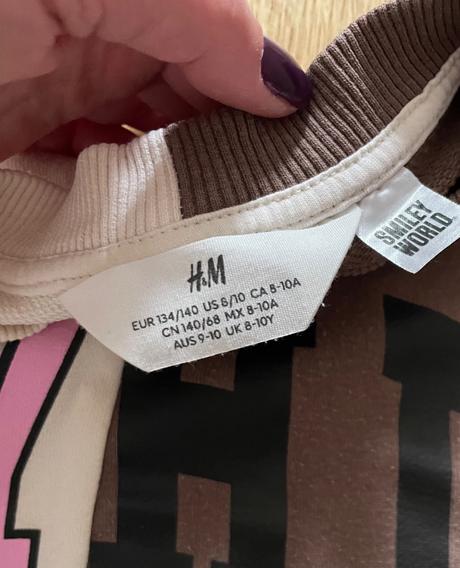 H&M
EUR 134/140 US 8/10 CA 8-10A
CN 140/68 MX 8-10A
AUS 9-10 UK 8-10Y
SMILEY
WORLD